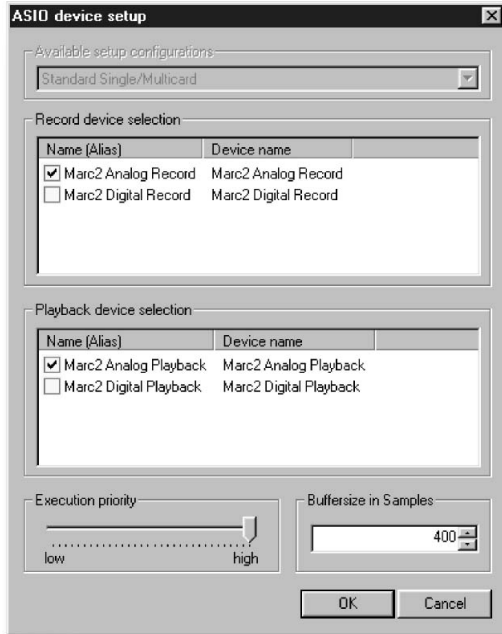 ASIO device setup
Available setup configurations
Standard Single/Multicard
Record device selection
Name (Alias) Device name
Marc2 Analog Record Marc2 Analog Record
Marc2 Digital Record Marc2 Digital Record
Playback device selection
Name (Alias) Device name
Marc2 Analog Playback Marc2 Analog Playback
Marc2 Digital Playback Marc2 Digital Playback
Execution priority
low high
Buffersize in Samples
400
OK Cancel